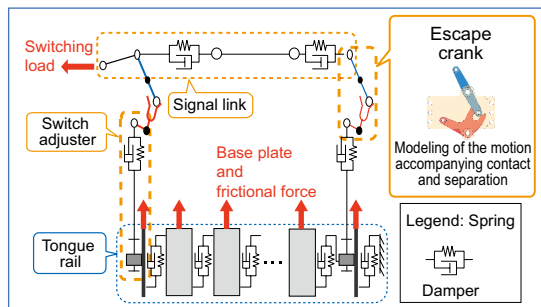 Switching
load
Signal link
Switch
adjuster
Base plate
and
frictional force
Tongue
rail
Escape
crank
Modeling of the motion
accompanying contact
and separation
Legend: Spring
Damper